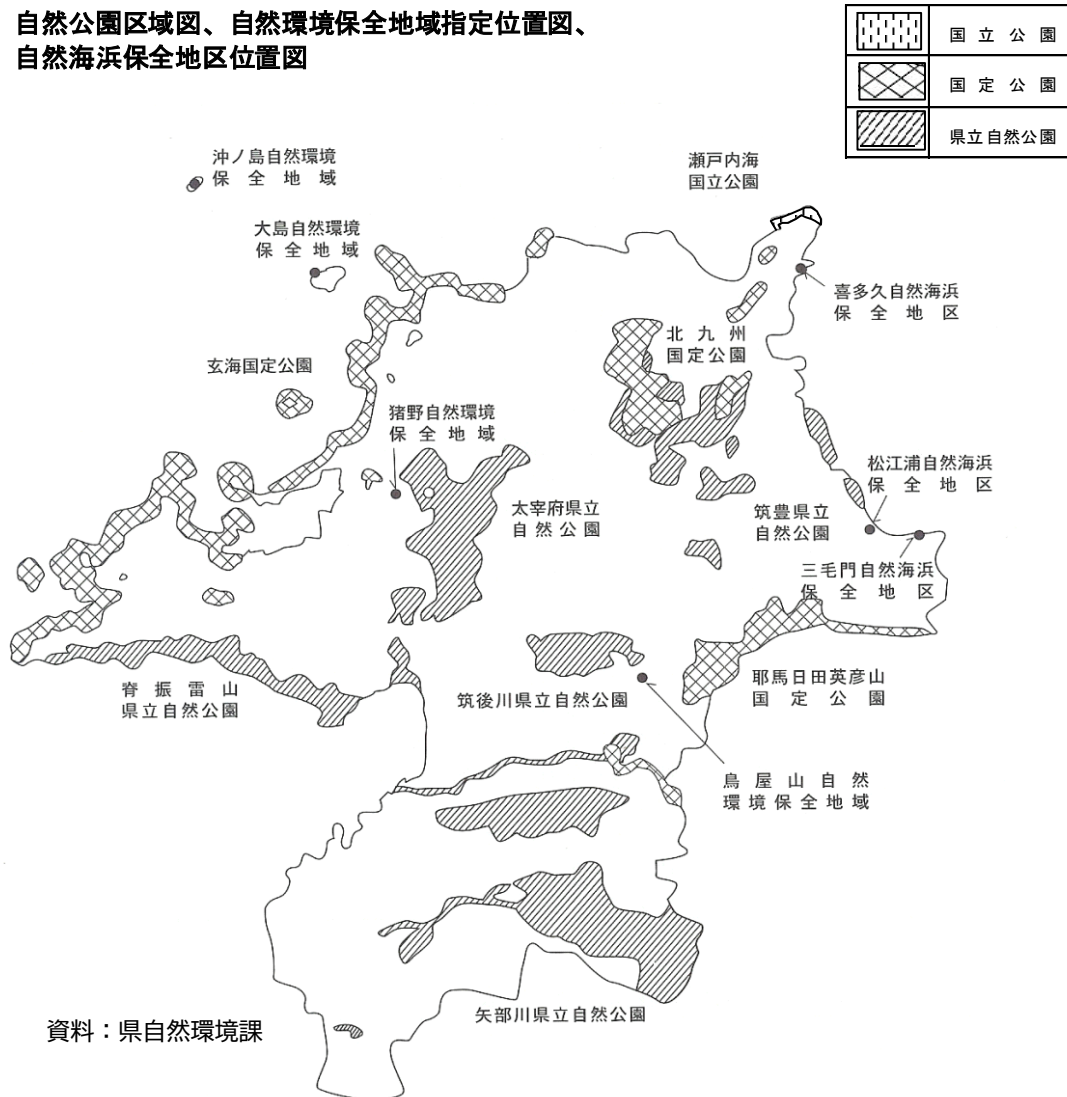 自然公園区域図、自然環境保全地域指定位置図、
自然海浜保全地区位置図
国立公園
国定公園
県立自然公園
沖ノ島自然環境
保全地域
瀬戸内海
国立公園
大島自然環境
保全地域
喜多久自然海浜
保全地区
北九州
国定公園
玄海国定公園
猪野自然環境
保全地域
松江浦自然海浜
保全地区
太宰府県立
自然公園
筑豊県立
自然公園
三毛門自然海浜
保全地区
脊振雷山
県立自然公園
筑後川県立自然公園
耶馬日田英彦山
国定公園
鳥屋山自然
環境保全地域
矢部川県立自然公園
資料：県自然環境課